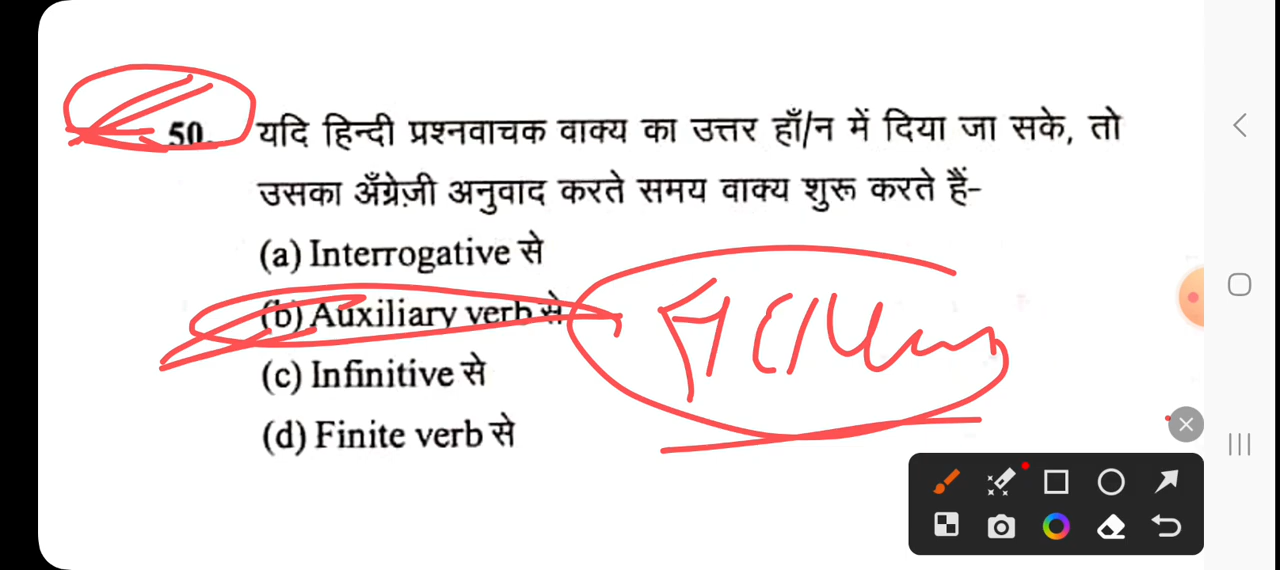 50. यदि हिन्दी प्रश्नवाचक वाक्य का उत्तर हाँ/न में दिया जा सके, तो
उसका अँग्रेज़ी अनुवाद करते समय वाक्य शुरू करते हैं-
(a) Interrogative से
(b) Auxiliary verb से
(c) Infinitive से
(d) Finite verb से